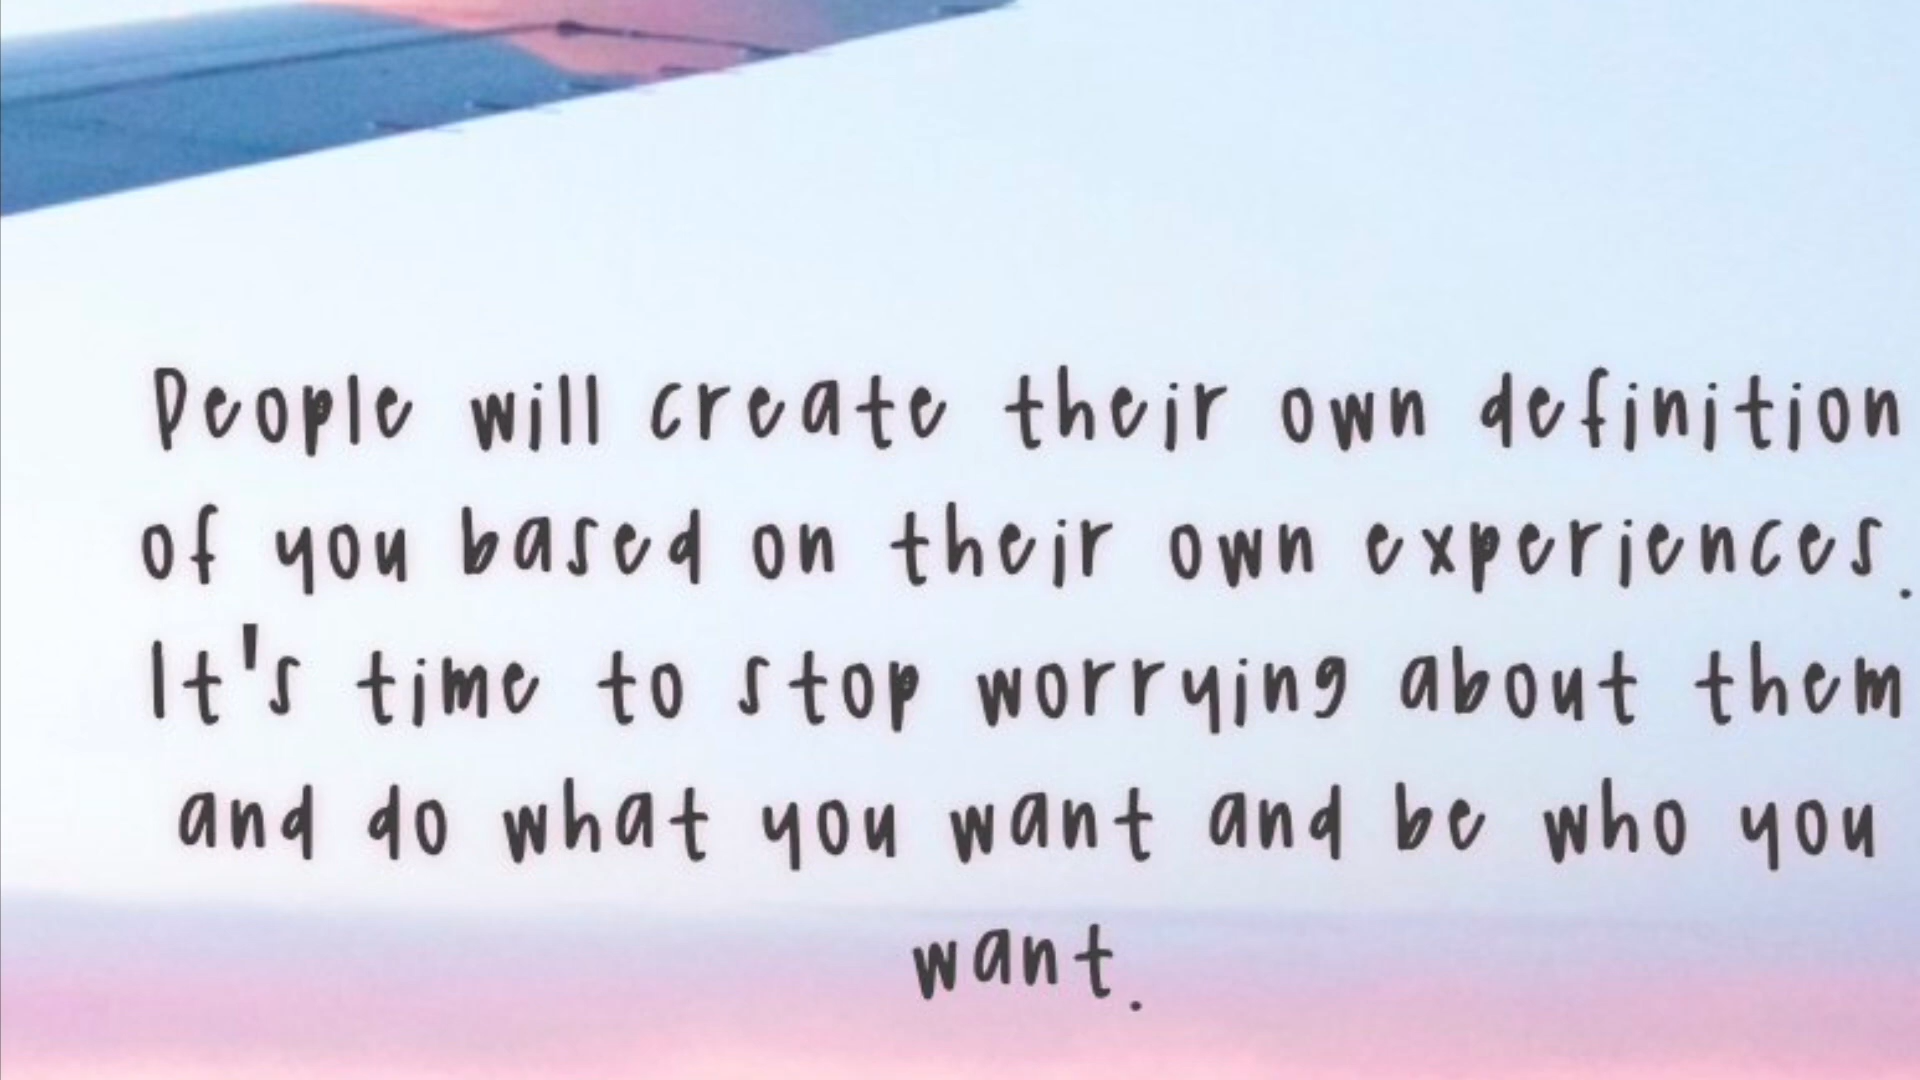 People will create their own definition
of you based on their own experiences.
It's time to stop worrying about them
and do what you want and be who you
want.